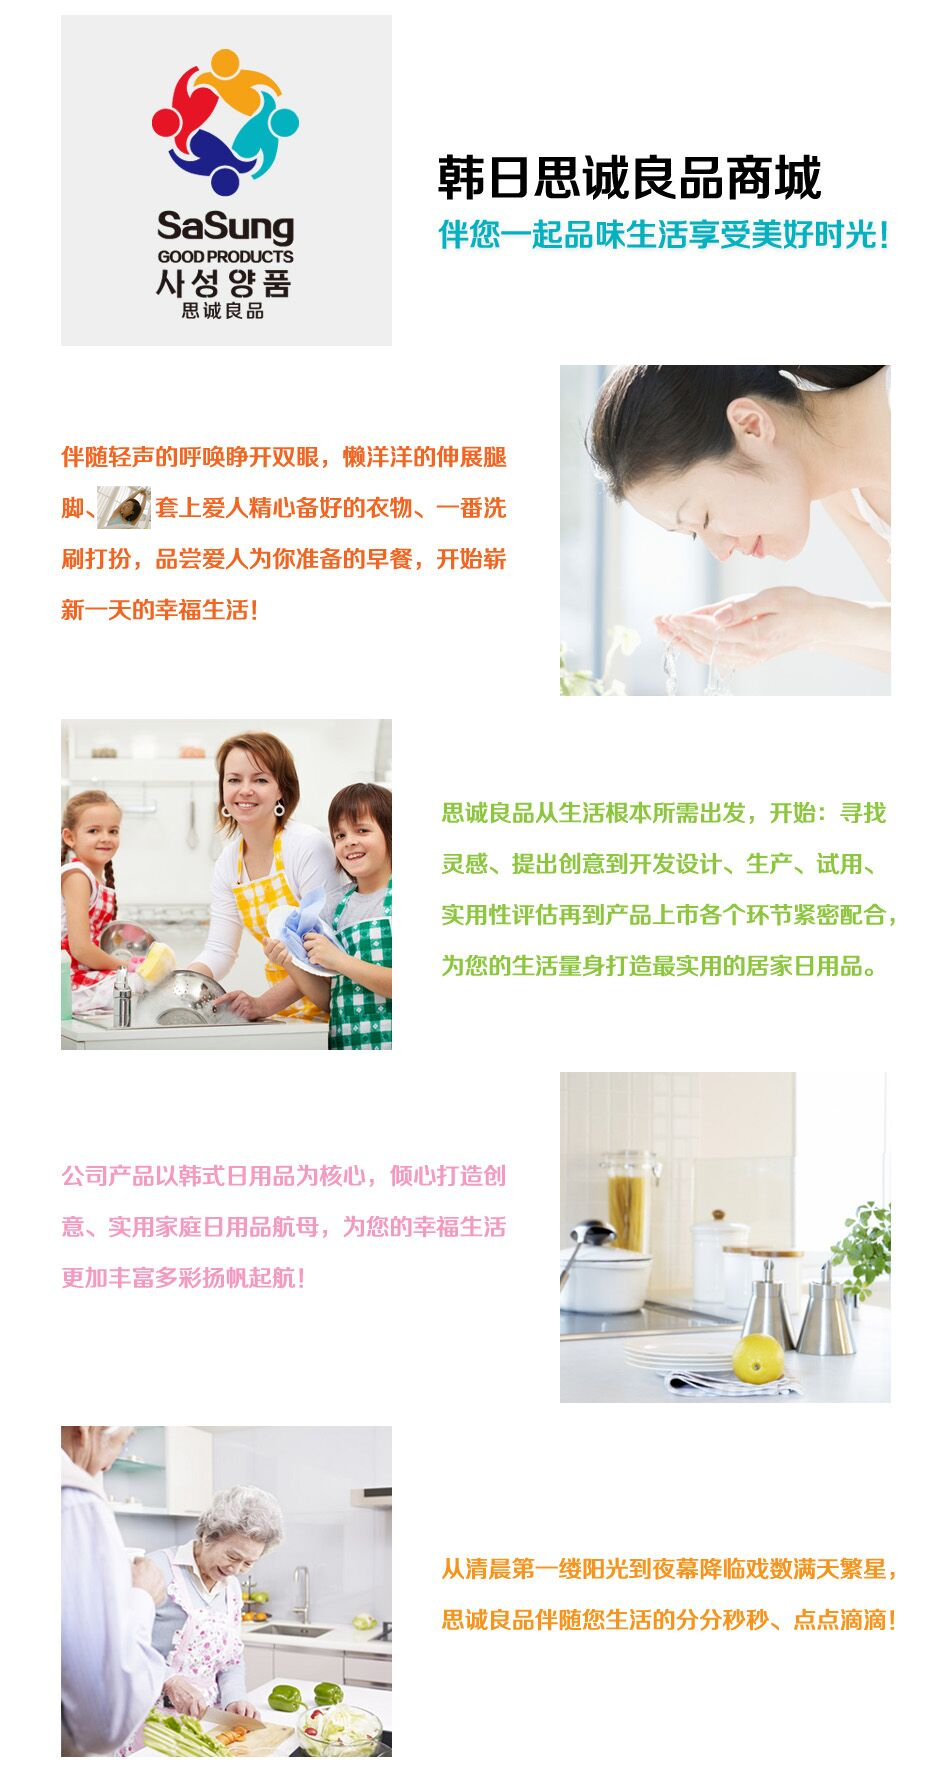 SaSung
GOOD PRODUCTS
사성양품
思诚良品
韩日思诚良品商城
伴您一起品味生活享受美好时光！
伴随轻声的呼唤睁开双眼，懒洋洋的伸展腿
脚、套上爱人精心备好的衣物、一番洗
刷打扮，品尝爱人为你准备的早餐，开始崭
新一天的幸福生活！
思诚良品从生活根本所需出发，开始：寻找
灵感、提出创意到开发设计、生产、试用、
实用性评估再到产品上市各个环节紧密配合，
为您的生活量身打造最实用的居家日用品。
公司产品以韩式日用品为核心，倾心打造创
意、实用家庭日用品航母，为您的幸福生活
更加丰富多彩扬帆起航！
从清晨第一缕阳光到夜幕降临戏数满天繁星，
思诚良品伴随您生活的分分秒秒、点点滴滴！